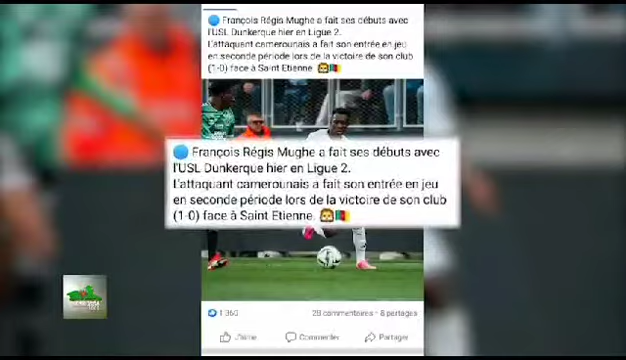 François Régis Mughe a fait ses débuts avec
l'USL Dunkerque hier en Ligue 2.
L'attaquant camerounais a fait son entrée en jeu
en seconde période lors de la victoire de son club
(1-0) face à Saint Etienne.
François Régis Mughe a fait ses débuts avec
l'USL Dunkerque hier en Ligue 2.
L'attaquant camerounais a fait son entrée en jeu
en seconde période lors de la victoire de son club
(1-0) face à Saint Etienne.
28 commentaires · 8 partages
J'aime Commenter Partager